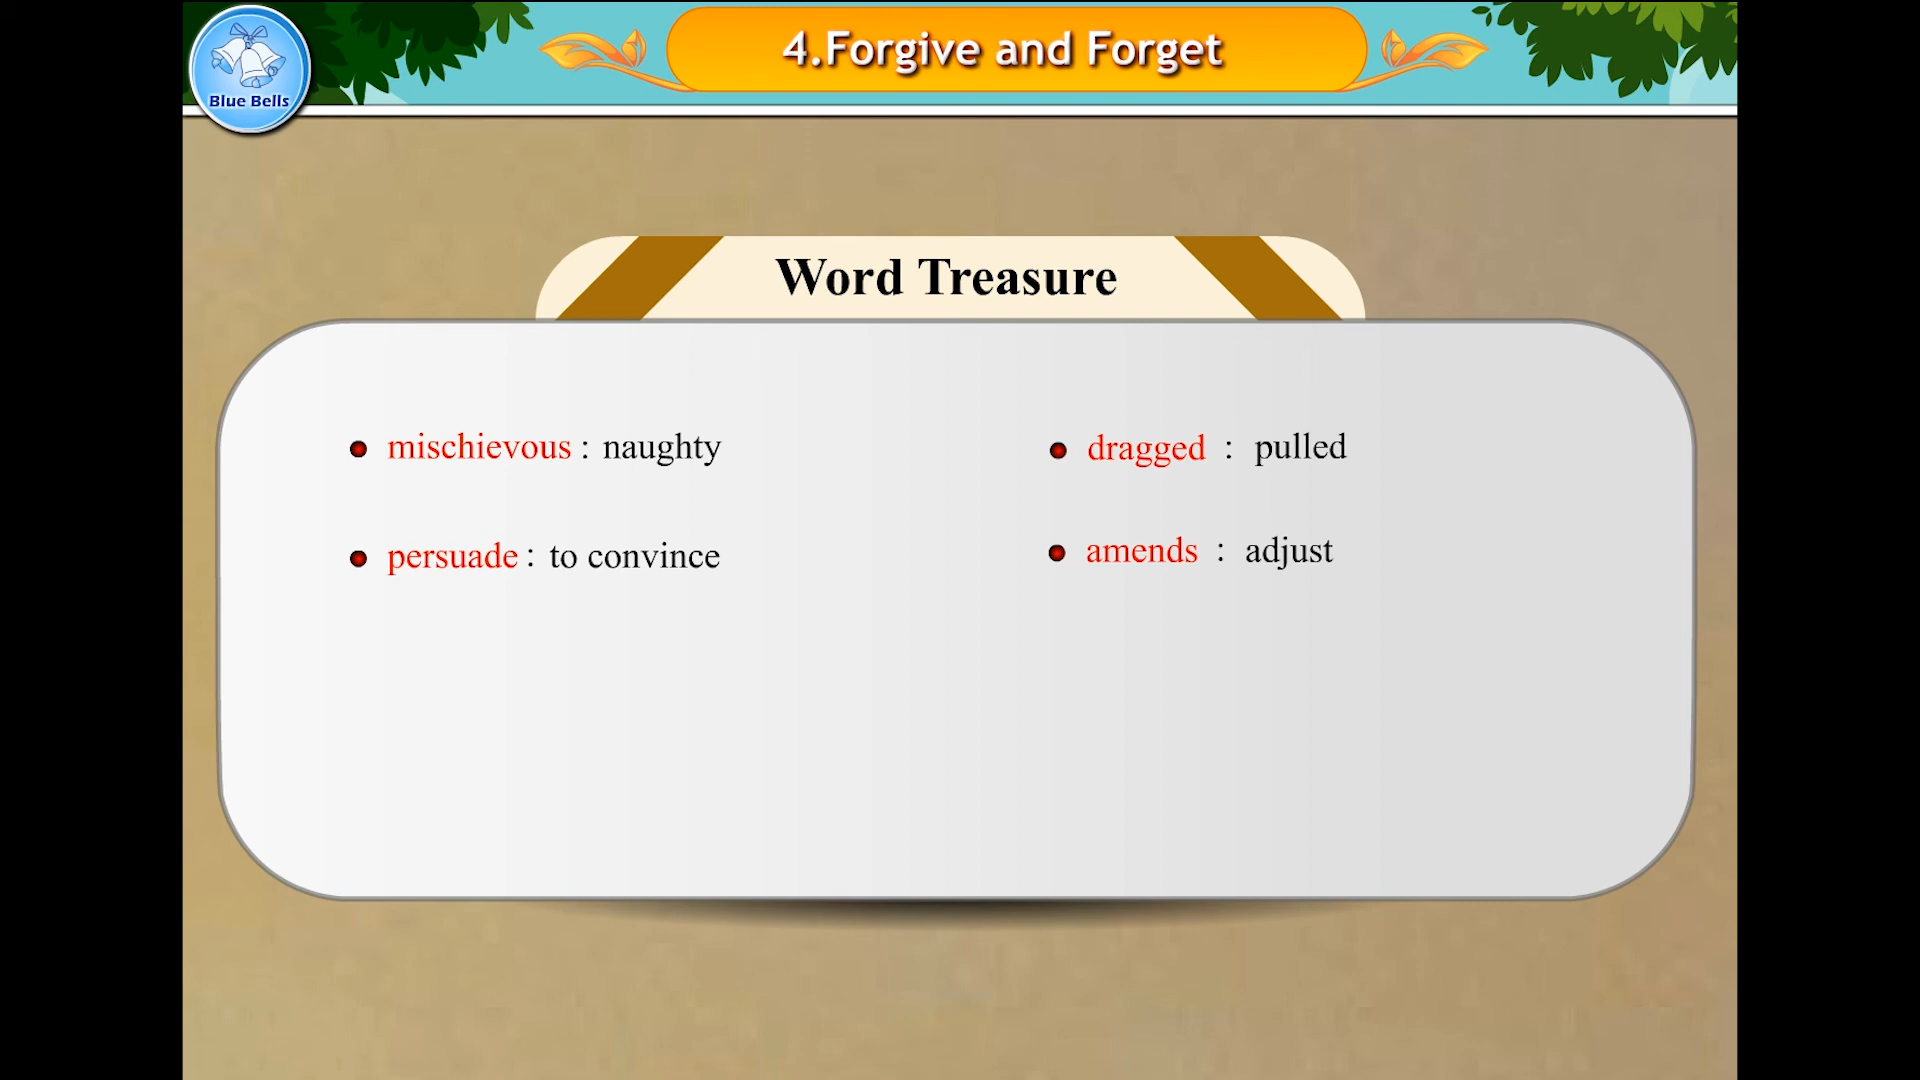 4.Forgive and Forget
Blue Bells
Word Treasure
mischievous : naughty
dragged : pulled
persuade : to convince
amends : adjust